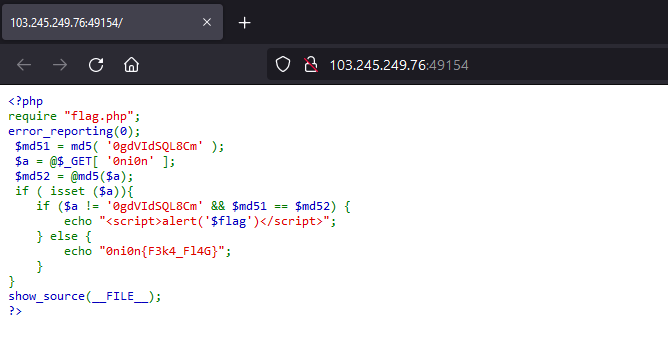 103.245.249.76:49154/
103.245.249.76:49154
<?php
require "flag.php";
error_reporting(0);
$md51 = md5( '0gdVIdSQL8Cm' );
$a = @$_GET[ '0ni0n' ];
$md52 = @md5($a);
if ( isset ($a)){
if ($a != '0gdVIdSQL8Cm' && $md51 == $md52) {
echo "<script>alert('$flag')</script>";
} else {
echo "0ni0n{F3k4_Fl4G}";
}
}
show_source(__FILE__);
?>